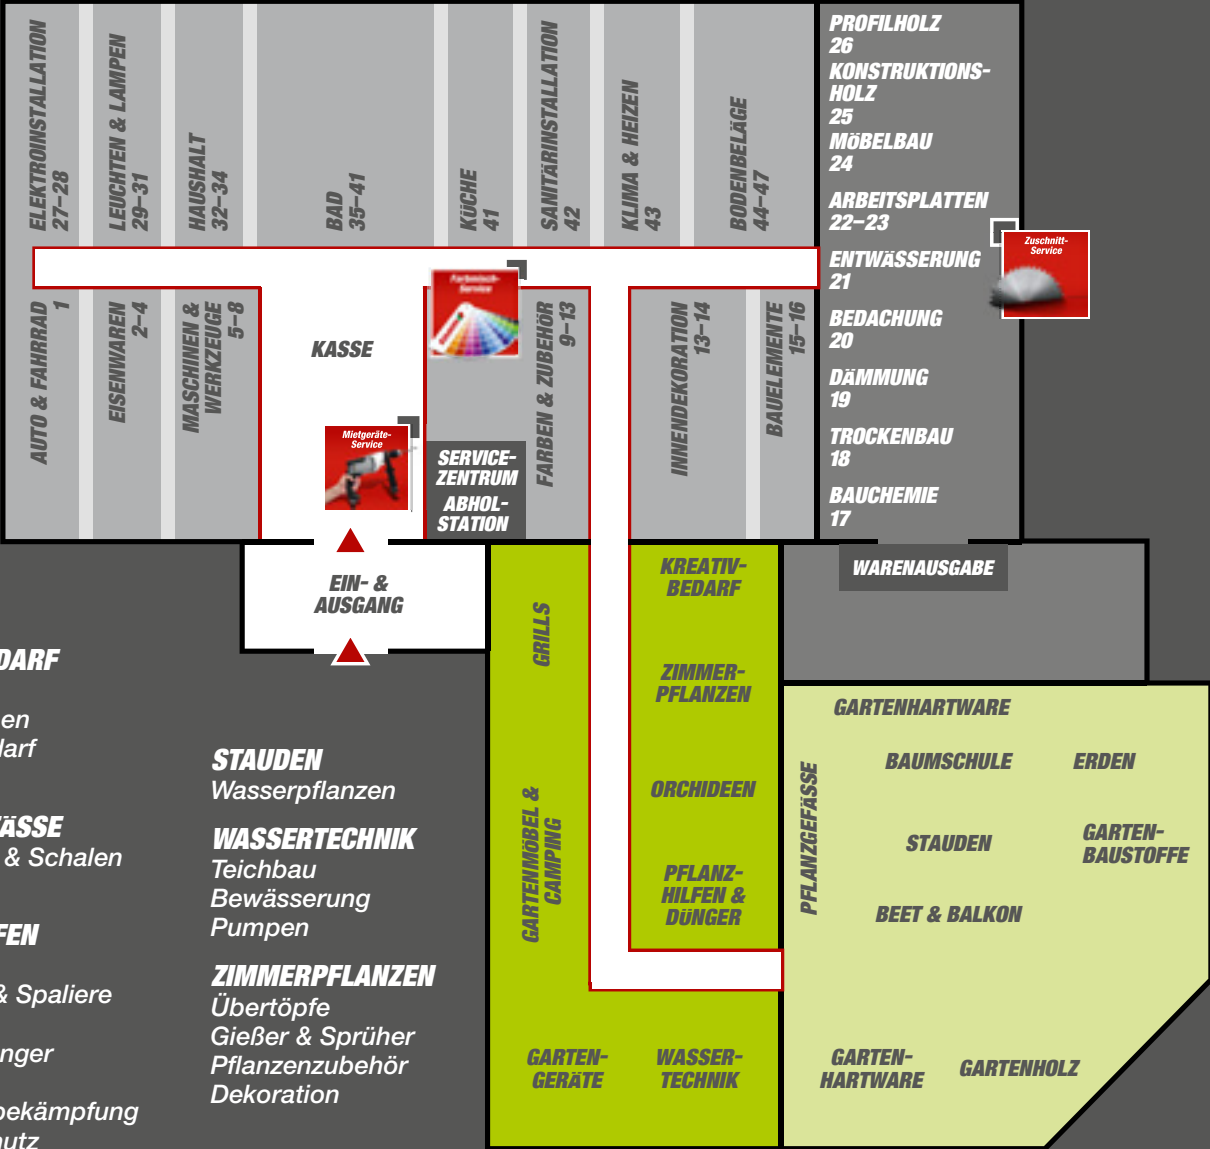 ELEKTROINSTALLATION
27–28
LEUCHTEN & LAMPEN
29–31
HAUSHALT
32–34
BAD
35–41
KÜCHE
41
SANITÄRINSTALLATION
42
KLIMA & HEIZEN
43
BODENBELÄGE
44–47
PROFILHOLZ
26
KONSTRUKTIONS-
HOLZ
25
MÖBELBAU
24
ARBEITSPLATTEN
22–23
ENTWÄSSERUNG
21
BEDACHUNG
20
DÄMMUNG
19
TROCKENBAU
18
BAUCHEMIE
17
Zuschnitt-
Service
AUTO & FAHRRAD
1
EISENWAREN
2–4
MASCHINEN &
WERKZEUGE
5–8
KASSE
Farbmisch-
Service
Mietgeräte-
Service
SERVICE-
ZENTRUM
ABHOL-
STATION
FARBEN & ZUBEHÖR
9–13
INNENDEKORATION
13–14
BAUELEMENTE
15–16
EIN- &
AUSGANG
WARENAUSGABE
GRILLS
GARTENMÖBEL &
CAMPING
KREATIV-
BEDARF
ZIMMER-
PFLANZEN
ORCHIDEEN
PFLANZ-
HILFEN &
DÜNGER
GARTEN-
GERÄTE
WASSER-
TECHNIK
GARTENHARTWARE
PFLANZGEFÄSSE
BAUMSCHULE
ERDEN
STAUDEN
GARTEN-
BAUSTOFFE
BEET & BALKON
GARTEN-
HARTWARE
GARTENHOLZ
DARF
en
darf
ÄSSE
& Schalen
FEN
& Spaliere
nger
bekämpfung
hutz
STAUDEN
Wasserpflanzen
WASSERTECHNIK
Teichbau
Bewässerung
Pumpen
ZIMMERPFLANZEN
Übertöpfe
Gießer & Sprüher
Pflanzenzubehör
Dekoration